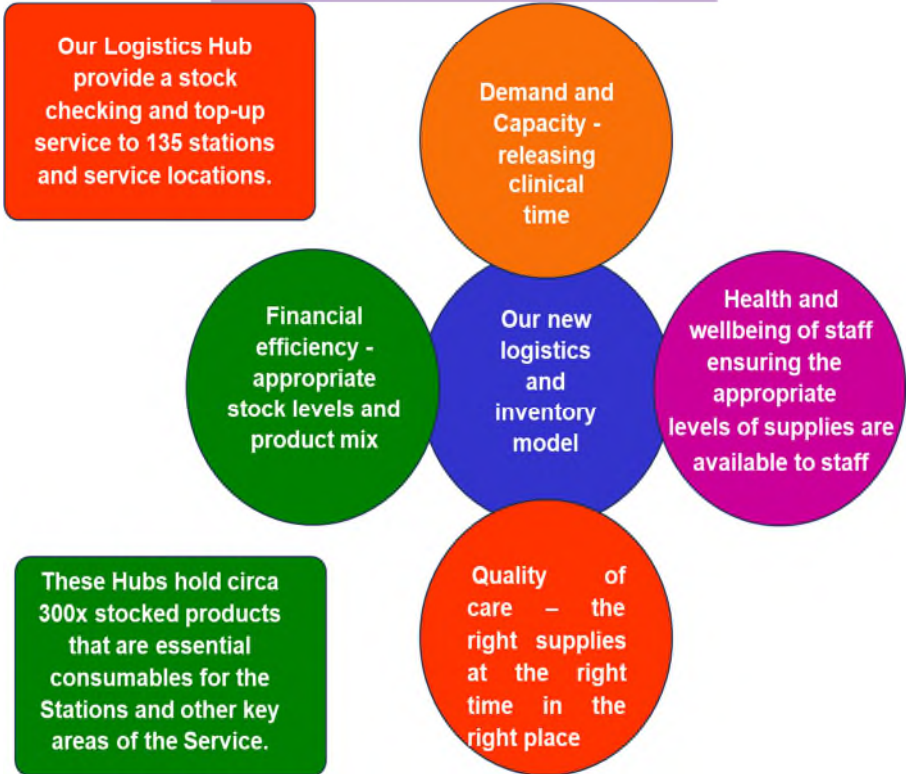 Our Logistics Hub
provide a stock
checking and top-up
service to 135 stations
and service locations.
Demand and
Capacity -
releasing
clinical
time
Financial
efficiency -
appropriate
stock levels and
product mix
Our new
logistics
and
inventory
model
Health and
wellbeing of staff
ensuring the
appropriate
levels of supplies are
available to staff
These Hubs hold circa
300x stocked products
that are essential
consumables for the
Stations and other key
areas of the Service.
Quality of
care – the
right supplies
at the right
time in the
right place